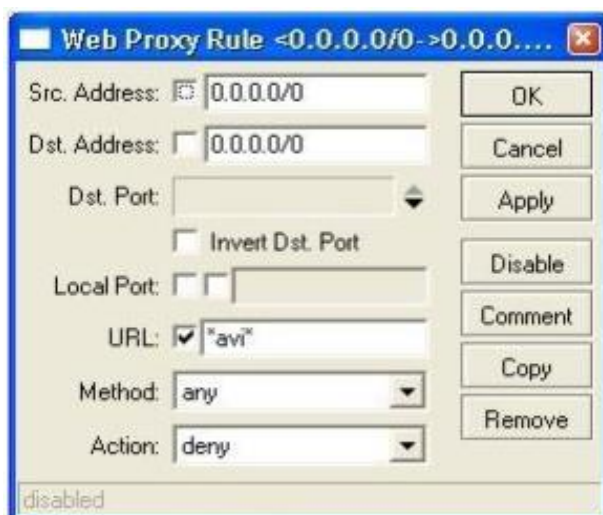 Web Proxy Rule <0.0.0.0/0->0.0.0....
Src. Address: 0.0.0.0/0
OK
Dst. Address: 0.0.0.0/0
Cancel
Dst. Port:
Apply
Invert Dst. Port
Disable
Local Port:
Comment
URL: *avi*
Copy
Method: any
Remove
Action: deny
disabled